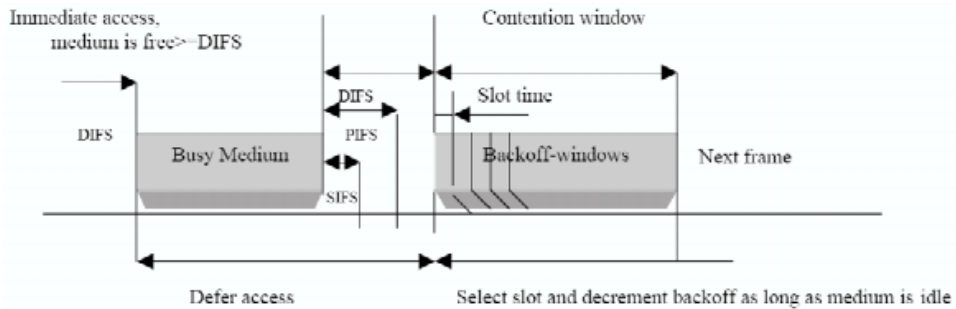 Immediate access,
medium is free>=DIFS
Contention window
DIFS
Slot time
DIFS
PIFS
Busy Medium
Backoff-windows
Next frame
SIFS
Defer access
Select slot and decrement backoff as long as medium is idle